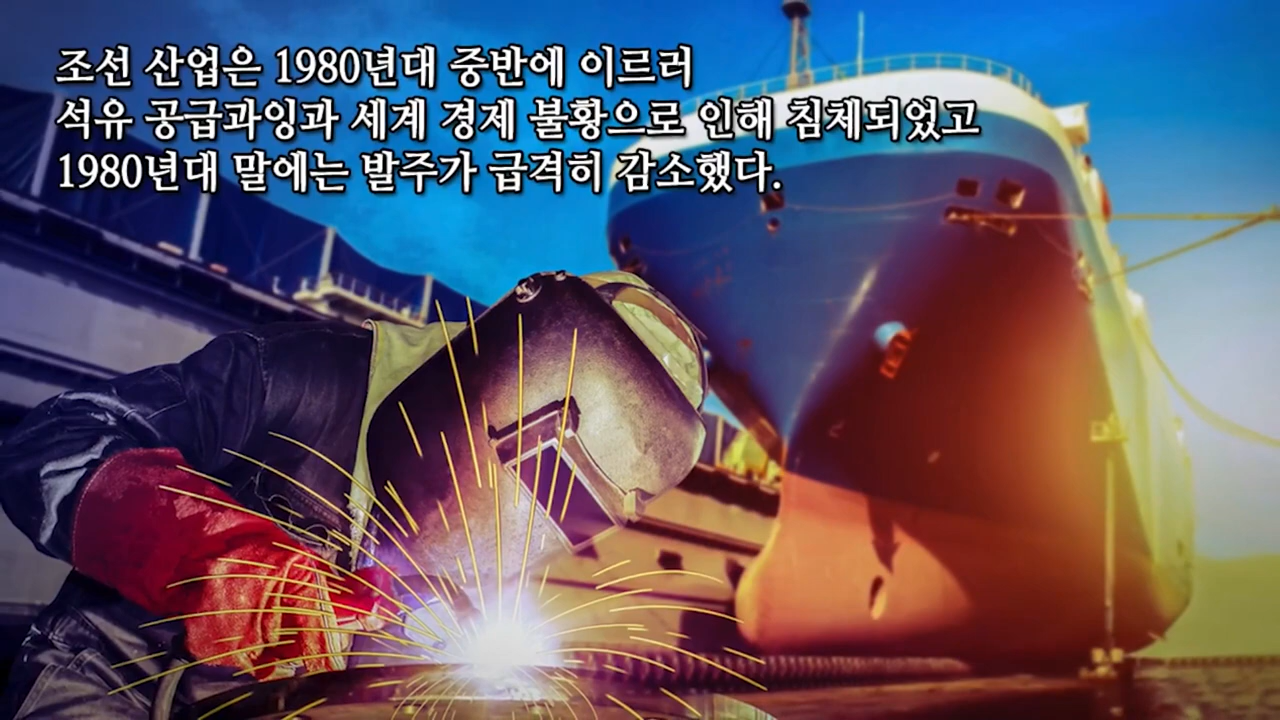 조선 산업은 1980년대 중반에 이르러
석유 공급과잉과 세계 경제 불황으로 인해 침체되었고
1980년대 말에는 발주가 급격히 감소했다.